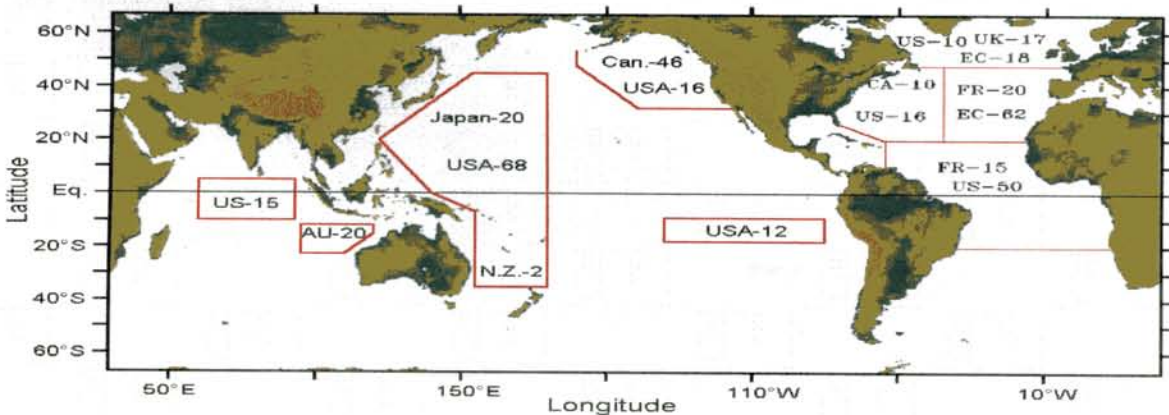 60°N
40°N
20°N
Eq.
20°S
40°S
60°S
Latitude
50°E
150°E
110°W
10°W
Longitude
US-15
AU-20
Japan-20
USA-68
N.Z.-2
Can.-46
USA-16
USA-12
US-10 UK-17
EC-18
CA-10
US-16
FR-20
EC-62
FR-15
US-50